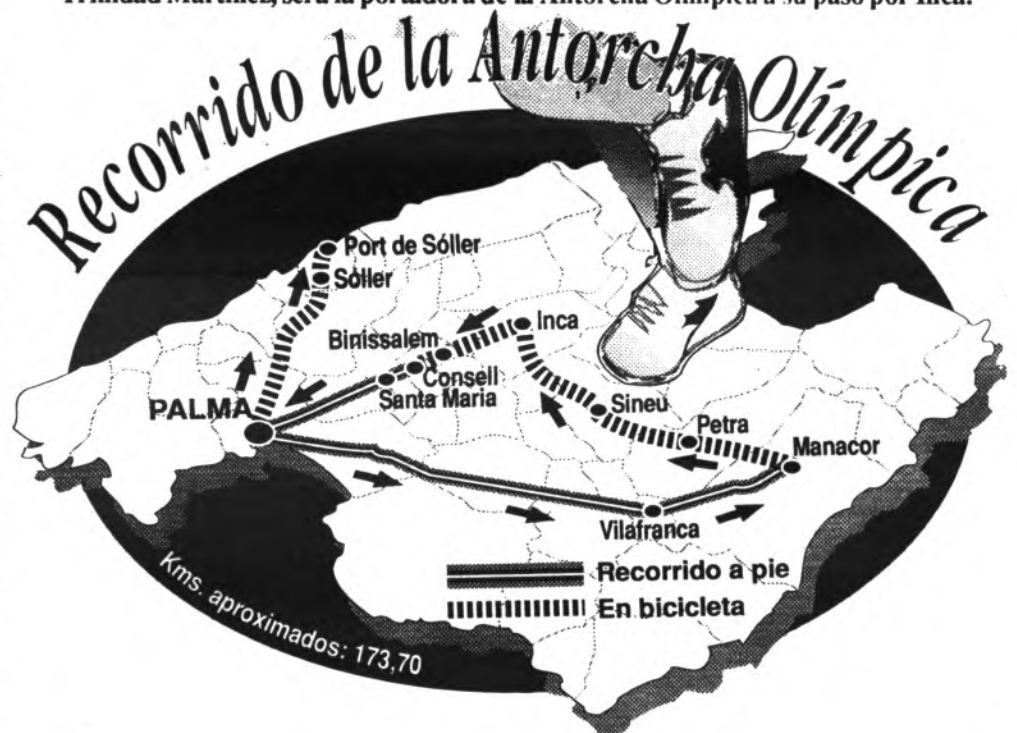 Trinidad Martínez, será la portadora de la Antorcha Olímpica a su paso por Inca.
Recorrido de la Antorcha Olímpica
Port de Sóller
Sóller
Inca
Binissalem
Consell
Santa Maria
PALMA
Sineu
Petra
Manacor
Vilafranca
Recorrido a pie
En bicicleta
Kms. aproximados: 173,70